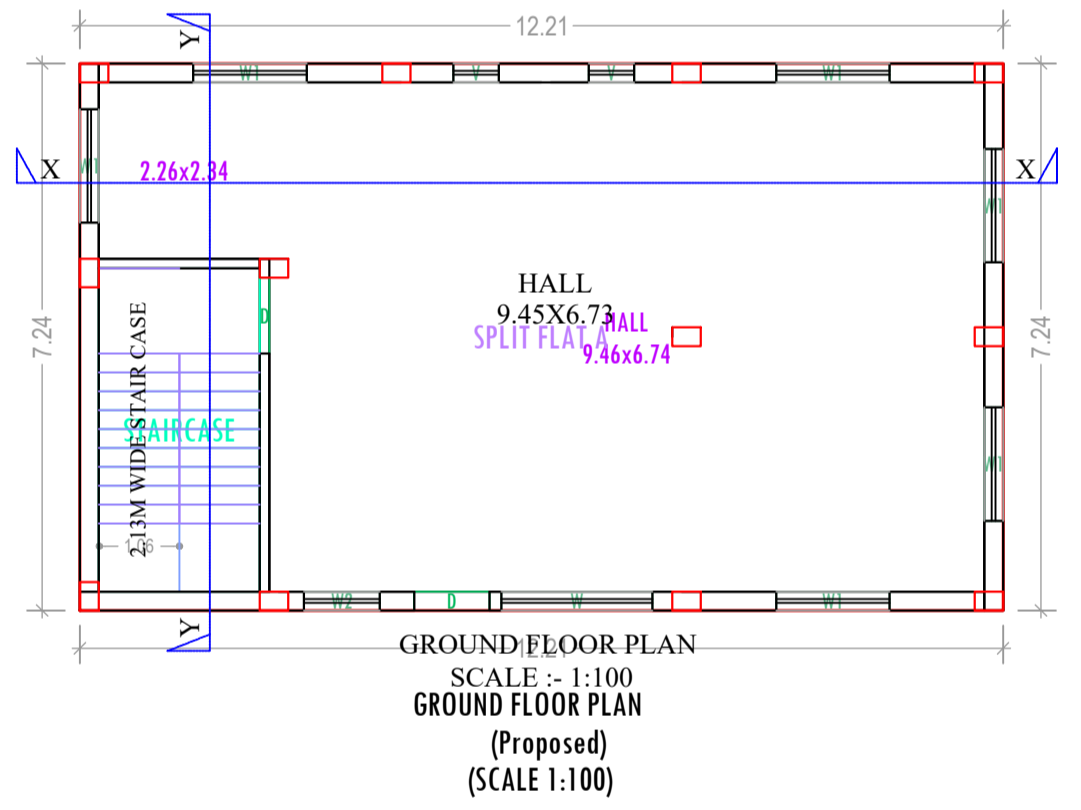 12.21
Y
W1
V
V
W1
X
2.26x2.34
X
W1
W1
7.24
HALL
9.45X6.73
HALL
SPLIT FLAT A
9.46x6.74
7.24
D
2.13M WIDE STAIR CASE
STAIRCASE
W1
W2
D
W
W1
Y
12.21
GROUND FLOOR PLAN
SCALE :- 1:100
GROUND FLOOR PLAN
(Proposed)
(SCALE 1:100)